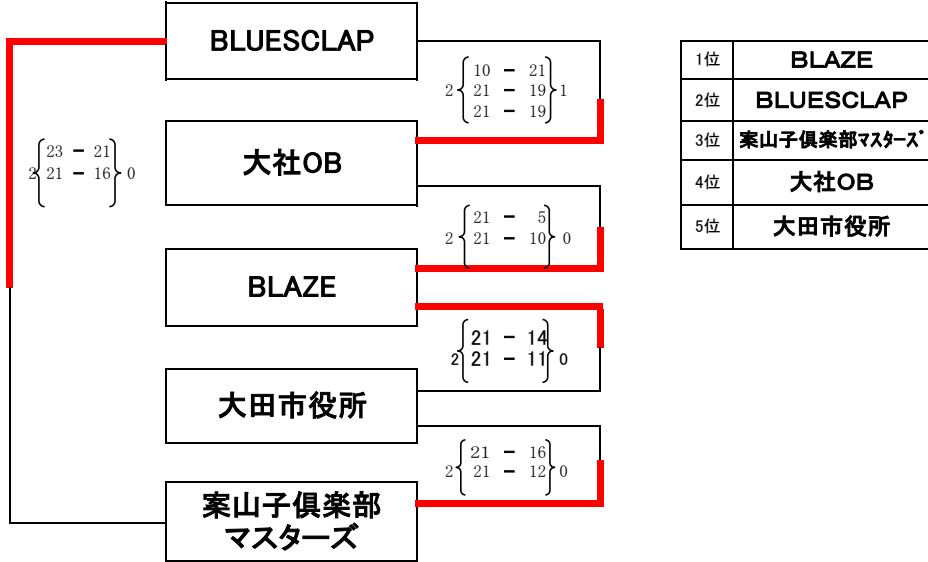 BLUESCLAP
10 － 21
2 21 － 19 1
21 － 19
大社OB
23 － 21
2 21 － 16 0
21 － 5
2 21 － 10 0
BLAZE
21 － 14
2 21 － 11 0
大田市役所
21 － 16
2 21 － 12 0
案山子俱楽部
マスターズ
1位 BLAZE
2位 BLUESCLAP
3位 案山子俱楽部ﾏｽﾀｰｽﾞ
4位 大社OB
5位 大田市役所